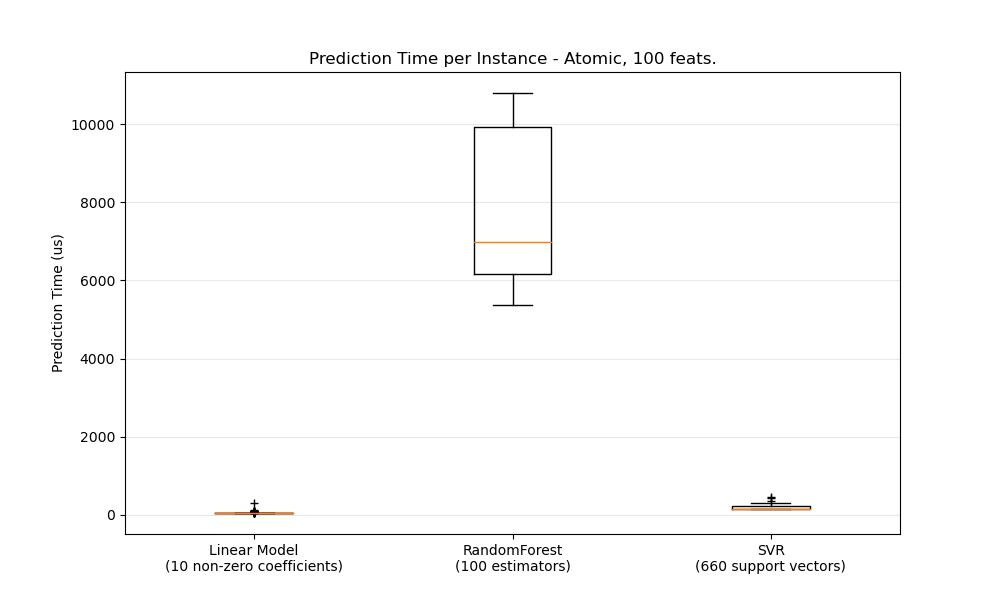 Prediction Time per Instance - Atomic, 100 feats.
Prediction Time (us)
10000
8000
6000
4000
2000
0
Linear Model
(10 non-zero coefficients)
RandomForest
(100 estimators)
SVR
(660 support vectors)